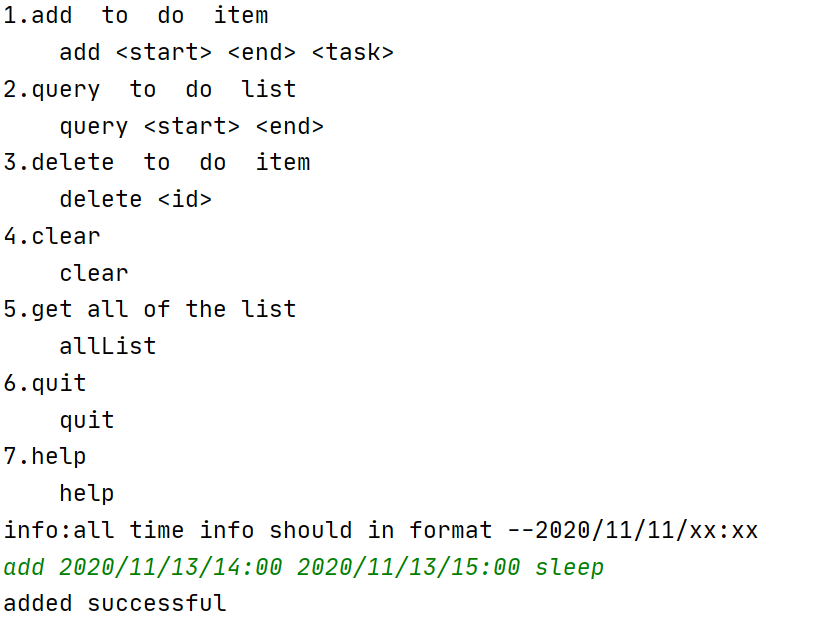 1.add  to  do  item
    add <start> <end> <task>
2.query  to  do  list
    query <start> <end>
3.delete  to  do  item
    delete <id>
4.clear
    clear
5.get all of the list
    allList
6.quit
    quit
7.help
    help
info:all time info should in format --2020/11/11/xx:xx
add 2020/11/13/14:00 2020/11/13/15:00 sleep
added successful